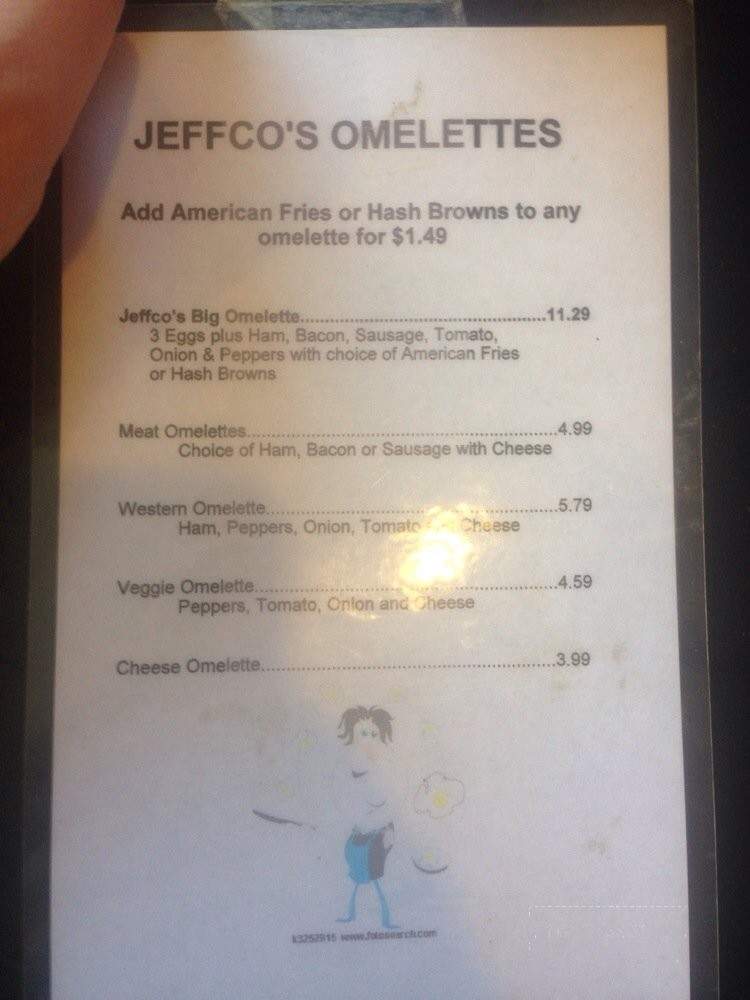 JEFFCO'S OMELETTES
Add American Fries or Hash Browns to any
omelette for $1.49
Jeffco's Big Omelette..............................................11.29
3 Eggs plus Ham, Bacon, Sausage, Tomato,
Onion & Peppers with choice of American Fries
or Hash Browns
Meat Omelettes.........................................................4.99
Choice of Ham, Bacon or Sausage with Cheese
Western Omelette.....................................................5.79
Ham, Peppers, Onion, Tomato Cheese
Veggie Omelette.......................................................4.59
Peppers, Tomato, Onion and Cheese
Cheese Omelette......................................................3.99
www.fotosearch.com